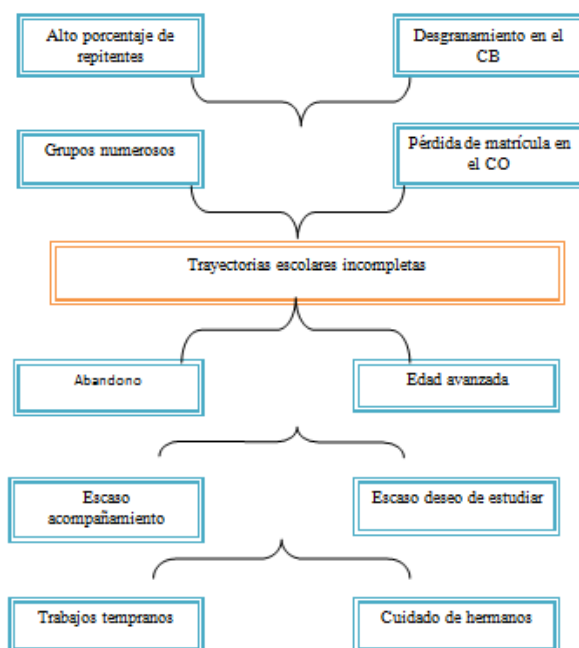 Alto porcentaje de
repitentes
Desgranamiento en el
CB
Grupos numerosos
Pérdida de matrícula en
el CO
Trayectorias escolares incompletas
Abandono
Edad avanzada
Escaso
acompañamiento
Escaso deseo de estudiar
Trabajos tempranos
Cuidado de hermanos